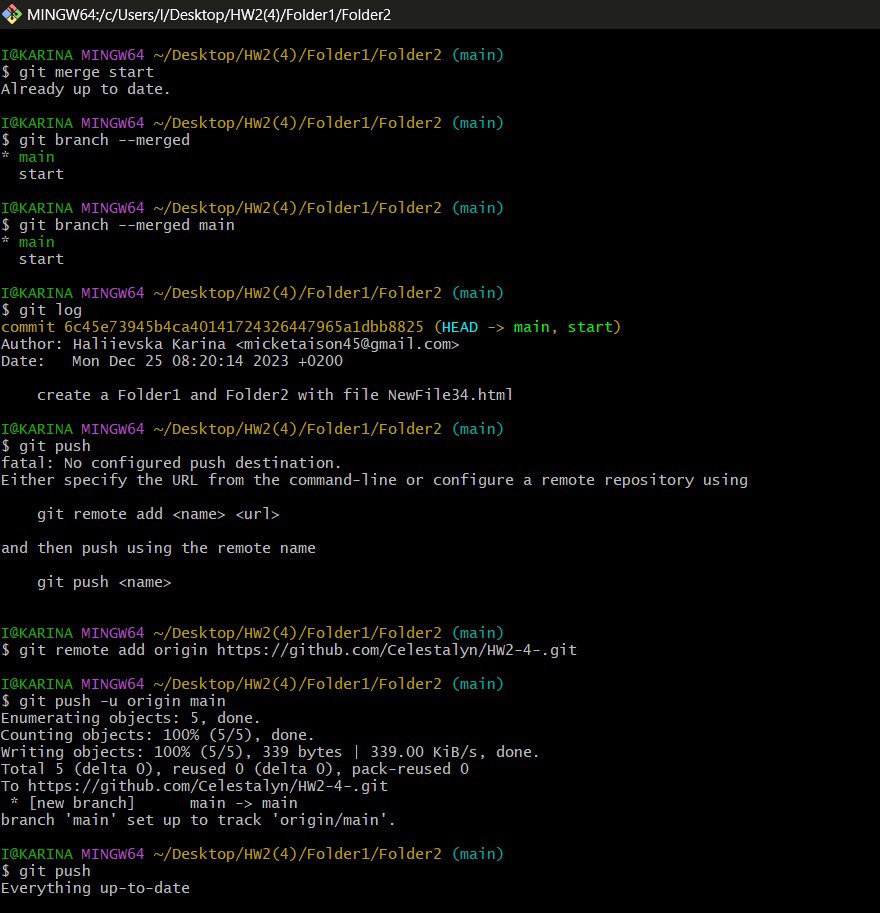 MINGW64:/c/Users/I/Desktop/HW2(4)/Folder1/Folder2
I@KARINA MINGW64 ~/Desktop/HW2(4)/Folder1/Folder2 (main)
$ git merge start
Already up to date.
I@KARINA MINGW64 ~/Desktop/HW2(4)/Folder1/Folder2 (main)
$ git branch --merged
* main
  start
I@KARINA MINGW64 ~/Desktop/HW2(4)/Folder1/Folder2 (main)
$ git branch --merged main
* main
  start
I@KARINA MINGW64 ~/Desktop/HW2(4)/Folder1/Folder2 (main)
$ git log
commit 6c45e73945b4ca40141724326447965a1dbb8825 (HEAD -> main, start)
Author: Haliievska Karina <micketaison45@gmail.com>
Date:   Mon Dec 25 08:20:14 2023 +0200
    create a Folder1 and Folder2 with file NewFile34.html
I@KARINA MINGW64 ~/Desktop/HW2(4)/Folder1/Folder2 (main)
$ git push
fatal: No configured push destination.
Either specify the URL from the command-line or configure a remote repository using
    git remote add <name> <url>
and then push using the remote name
    git push <name>
I@KARINA MINGW64 ~/Desktop/HW2(4)/Folder1/Folder2 (main)
$ git remote add origin https://github.com/Celestalyn/HW2-4-.git
I@KARINA MINGW64 ~/Desktop/HW2(4)/Folder1/Folder2 (main)
$ git push -u origin main
Enumerating objects: 5, done.
Counting objects: 100% (5/5), done.
Writing objects: 100% (5/5), 339 bytes | 339.00 KiB/s, done.
Total 5 (delta 0), reused 0 (delta 0), pack-reused 0
To https://github.com/Celestalyn/HW2-4-.git
 * [new branch]      main -> main
branch 'main' set up to track 'origin/main'.
I@KARINA MINGW64 ~/Desktop/HW2(4)/Folder1/Folder2 (main)
$ git push
Everything up-to-date